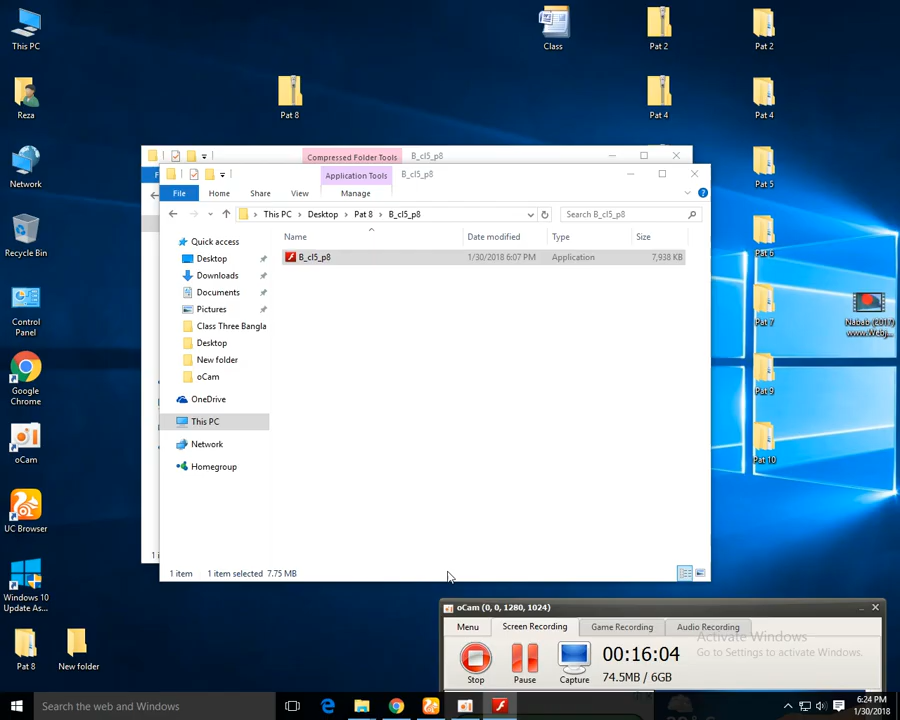 This PC
Reza
Network
Recycle Bin
Control
Panel
Google
Chrome
oCam
UC Browser
Windows 10
Update As...
Pat 8
New folder
Pat 8
Class
Pat 2
Pat 2
Pat 4
Pat 4
Pat 5
Pat 6
Pat 7
Pat 9
Pat 10
Nabab (2017)
www.Webj...
Compressed Folder Tools
B_cl5_p8
Application Tools
B_cl5_p8
File
Home
Share
View
Manage
This PC
Desktop
Pat 8
B_cl5_p8
Search B_cl5_p8
Name
Date modified
Type
Size
B_cl5_p8
1/30/2018 6:07 PM
Application
7,938 KB
Quick access
Desktop
Downloads
Documents
Pictures
Class Three Bangla
Desktop
New folder
oCam
OneDrive
This PC
Network
Homegroup
1 item
1 item selected 7.75 MB
oCam (0, 0, 1280, 1024)
Menu
Screen Recording
Game Recording
Audio Recording
Stop
Pause
Capture
00:16:04
74.5MB / 6GB
Activate Windows
Go to Settings to activate Windows.
Search the web and Windows
6:24 PM
1/30/2018